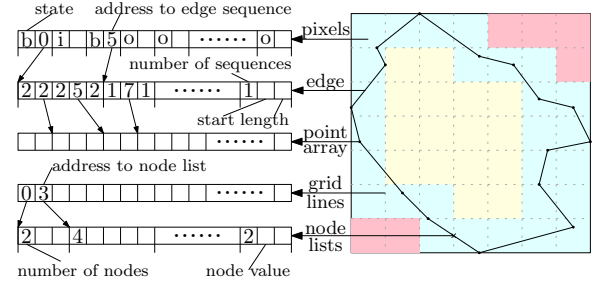 state address to edge sequence
b 0 i b 5 o o ...... o pixels
number of sequences
2 2 2 5 2 1 7 1 ...... 1 edge
start length
...... point array
address to node list
0 3 ...... grid lines
2 4 ...... 2 node lists
number of nodes node value